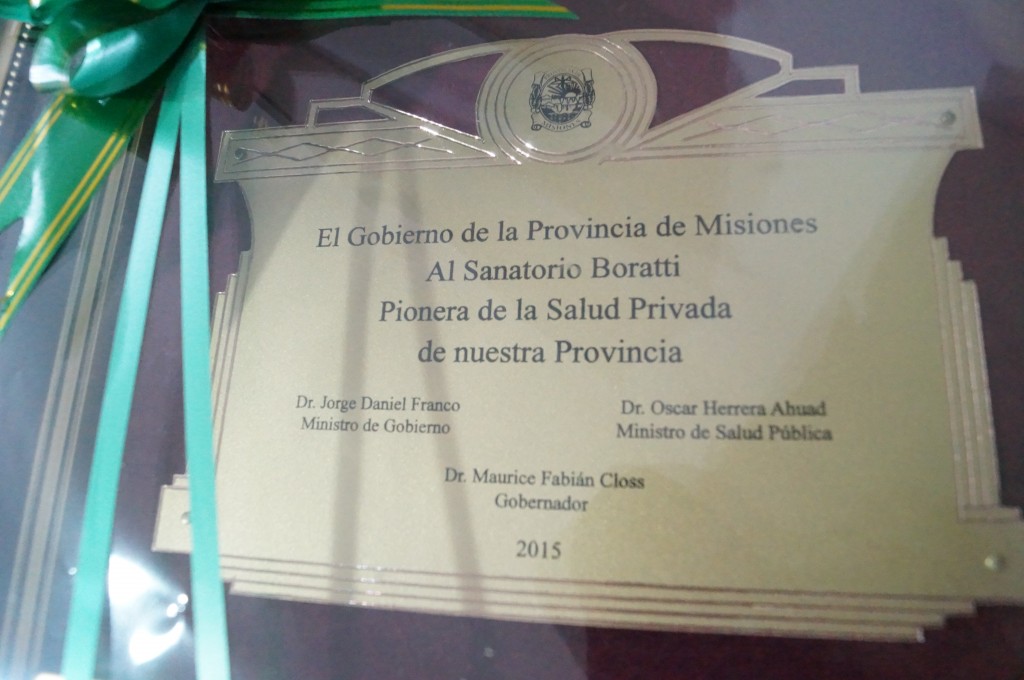 MISIONES
El Gobierno de la Provincia de Misiones
Al Sanatorio Boratti
Pionera de la Salud Privada
de nuestra Provincia
Dr. Jorge Daniel Franco
Ministro de Gobierno
Dr. Oscar Herrera Ahuad
Ministro de Salud Pública
Dr. Maurice Fabián Closs
Gobernador
2015